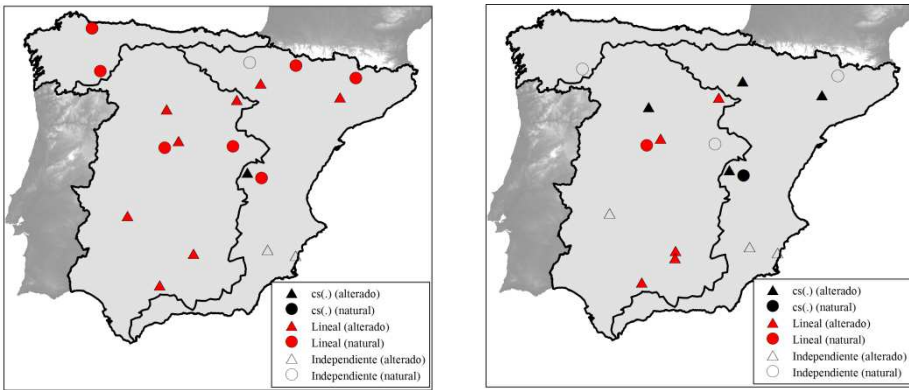 cs(.) (alterado)
cs(.) (natural)
Lineal (alterado)
Lineal (natural)
Independiente (alterado)
Independiente (natural)
cs(.) (alterado)
cs(.) (natural)
Lineal (alterado)
Lineal (natural)
Independiente (alterado)
Independiente (natural)